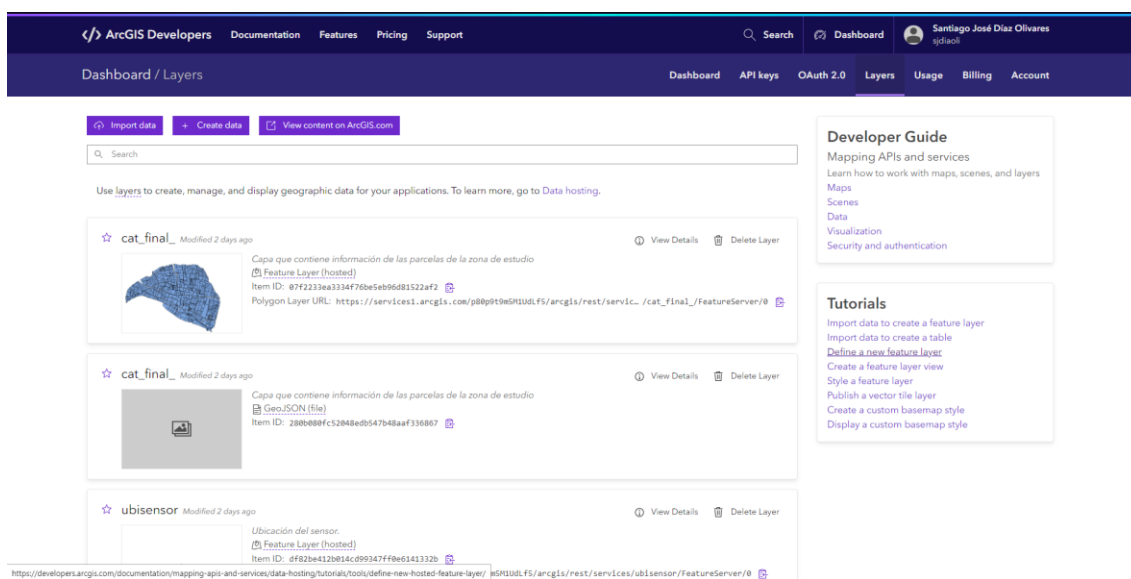 </> ArcGIS Developers Documentation Features Pricing Support Search Dashboard Santiago José Díaz Olivares
sjdiaoli
Dashboard / Layers Dashboard API keys OAuth 2.0 Layers Usage Billing Account
Import data + Create data View content on ArcGIS.com
Search
Use layers to create, manage, and display geographic data for your applications. To learn more, go to Data hosting.
cat_final_ Modified 2 days ago View Details Delete Layer
Capa que contiene informacion de las parcelas de la zona de estudio
Feature Layer (hosted)
Item ID: 07f2233ea3334f76be5eb96d81522af2
Polygon Layer URL: https://services1.arcgis.com/p80p9t9mSM1UdLf5/arcgis/rest/servic… /cat_final_/FeatureServer/0
cat_final_ Modified 2 days ago View Details Delete Layer
Capa que contiene información de las parcelas de la zona de estudio
GeoJSON (file)
Item ID: 280b080fc52048edb547b48aaf336867
ubisensor Modified 2 days ago View Details Delete Layer
Ubicación del sensor.
Feature Layer (hosted)
Item ID: df82be412b014cd99347ff0e6141332b
https://developers.arcgis.com/documentation/mapping-apis-and-services/data-hosting/tutorials/tools/define-new-hosted-feature-layer/ mSM1UdLf5/arcgis/rest/services/ubisensor/FeatureServer/0
Developer Guide
Mapping APIs and services
Learn how to work with maps, scenes, and layers
Maps
Scenes
Data
Visualization
Security and authentication
Tutorials
Import data to create a feature layer
Import data to create a table
Define a new feature layer
Create a feature layer view
Style a feature layer
Publish a vector tile layer
Create a custom basemap style
Display a custom basemap style